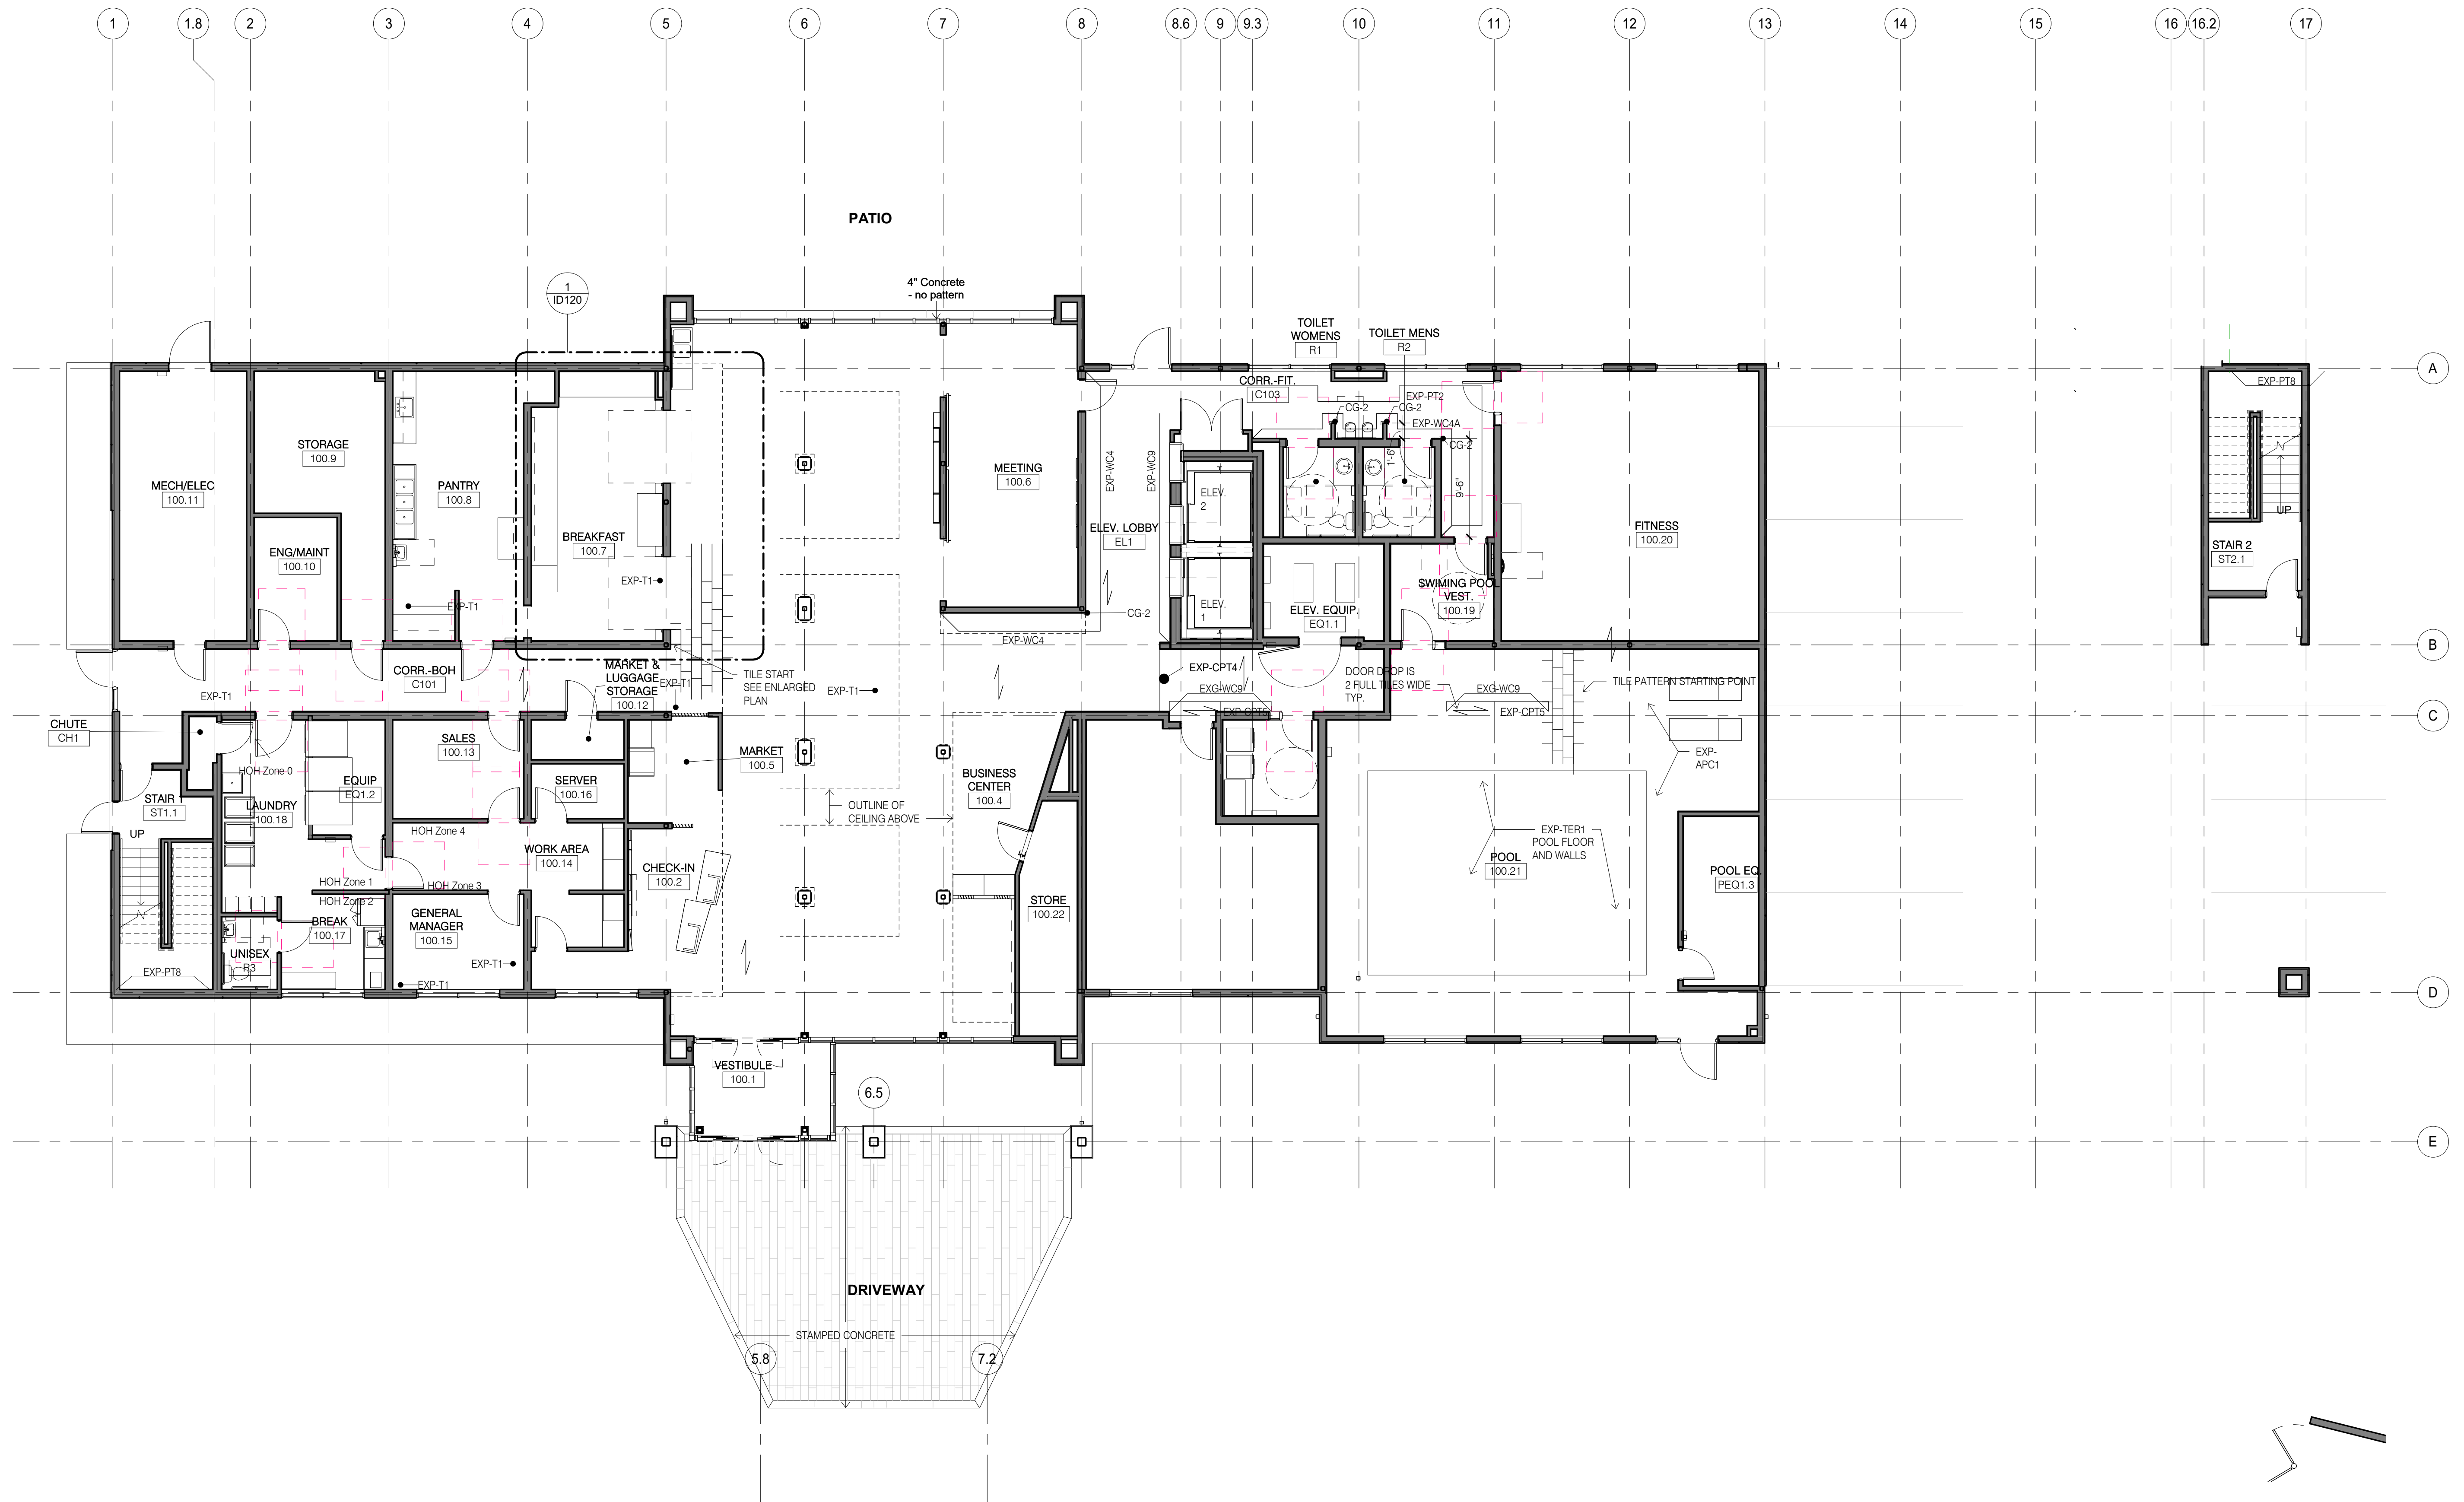 1
1.8
2
3
4
5
6
7
8
8.6
9
9.3
10
11
12
13
14
15
16
16.2
17
PATIO
4" Concrete
- no pattern
1
ID120
TOILET
WOMENS
R1
TOILET MENS
R2
A
CORR.-FIT.
C103
EXP-PT2
CG-2
CG-2
EXP-WC4A
CG-2
1'-6"
9'-6"
EXP-PT8
STORAGE
100.9
MECH/ELEC
100.11
PANTRY
100.8
MEETING
100.6
EXP-WC4
EXP-WC9
ELEV.
2
ELEV. LOBBY
EL1
FITNESS
100.20
UP
STAIR 2
ST2.1
BREAKFAST
100.7
ENG/MAINT
100.10
EXP-T1
EXP-T1
SWIMING POOL
VEST.
100.19
ELEV.
1
ELEV. EQUIP.
EQ1.1
CG-2
EXP-WC4
B
CORR.-BOH
C101
EXP-T1
MARKET &
LUGGAGE
STORAGE
100.12
EXP-T1
TILE START
SEE ENLARGED
PLAN
EXP-T1
EXP-CPT4
EXG-WC9
EXP-CPT5
DOOR DROP IS
2 FULL TILES WIDE
TYP.
EXG-WC9
EXP-CPT5
TILE PATTERN STARTING POINT
C
CHUTE
CH1
SALES
100.13
MARKET
100.5
EXP-
APC1
HOH Zone 0
EQUIP
EQ1.2
SERVER
100.16
BUSINESS
CENTER
100.4
STAIR 1
ST1.1
LAUNDRY
100.18
OUTLINE OF
CEILING ABOVE
UP
HOH Zone 4
EXP-TER1
POOL FLOOR
AND WALLS
WORK AREA
100.14
POOL
100.21
CHECK-IN
100.2
POOL EQ.
PEQ1.3
HOH Zone 1
HOH Zone 3
HOH Zone 2
STORE
100.22
BREAK
100.17
GENERAL
MANAGER
100.15
UNISEX
R3
EXP-T1
EXP-PT8
EXP-T1
D
VESTIBULE
100.1
6.5
E
DRIVEWAY
STAMPED CONCRETE
5.8
7.2